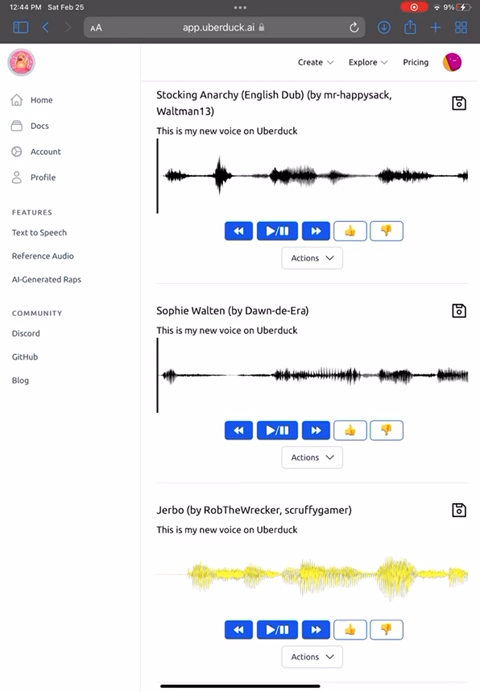 12:44 PM Sat Feb 25
9%
AA app.uberduck.ai
Create Explore Pricing
Home
Docs
Account
Profile
FEATURES
Text to Speech
Reference Audio
AI-Generated Raps
COMMUNITY
Discord
GitHub
Blog
Stocking Anarchy (English Dub) (by mr-happysack,
Waltman13)
This is my new voice on Uberduck
Actions
Sophie Walten (by Dawn-de-Era)
This is my new voice on Uberduck
Actions
Jerbo (by RobTheWrecker, scruffygamer)
This is my new voice on Uberduck
Actions